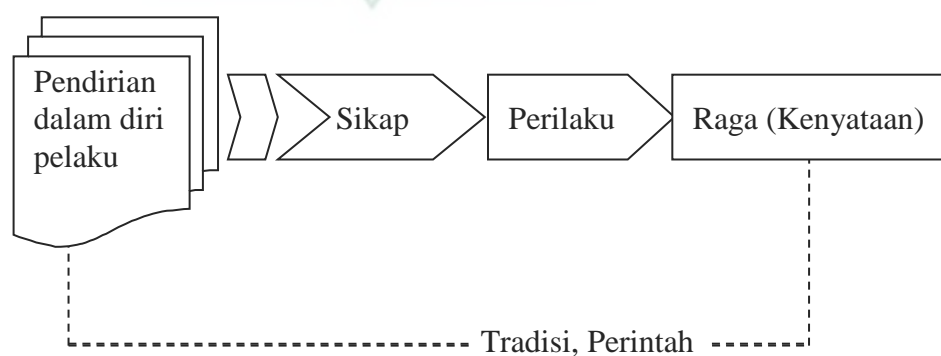 Pendirian
dalam diri
pelaku
Sikap
Perilaku
Raga (Kenyataan)
Tradisi, Perintah